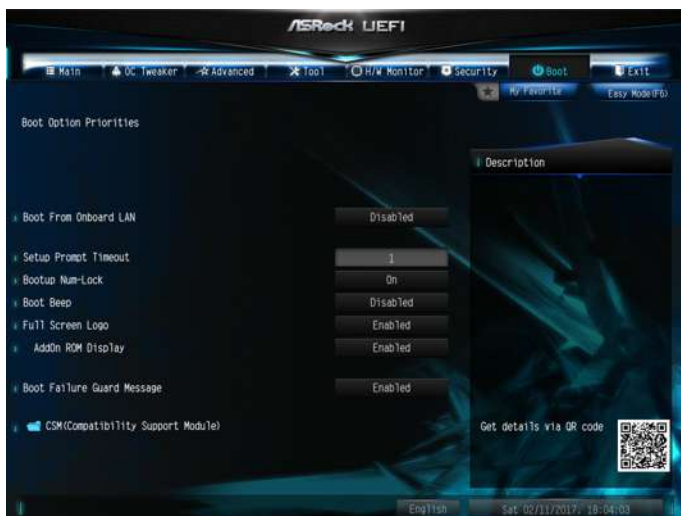 ASRock UEFI
Main OC Tweaker Advanced Tool H/W Monitor Security Boot Exit
My Favorite Easy Mode(F6)
Boot Option Priorities
Description
Boot From Onboard LAN Disabled
Setup Prompt Timeout 1
Bootup Num-Lock On
Boot Beep Disabled
Full Screen Logo Enabled
AddOn ROM Display Enabled
Boot Failure Guard Message Enabled
CSM(Compatibility Support Module)
Get details via QR code
English Sat 02/11/2017, 18:04:03